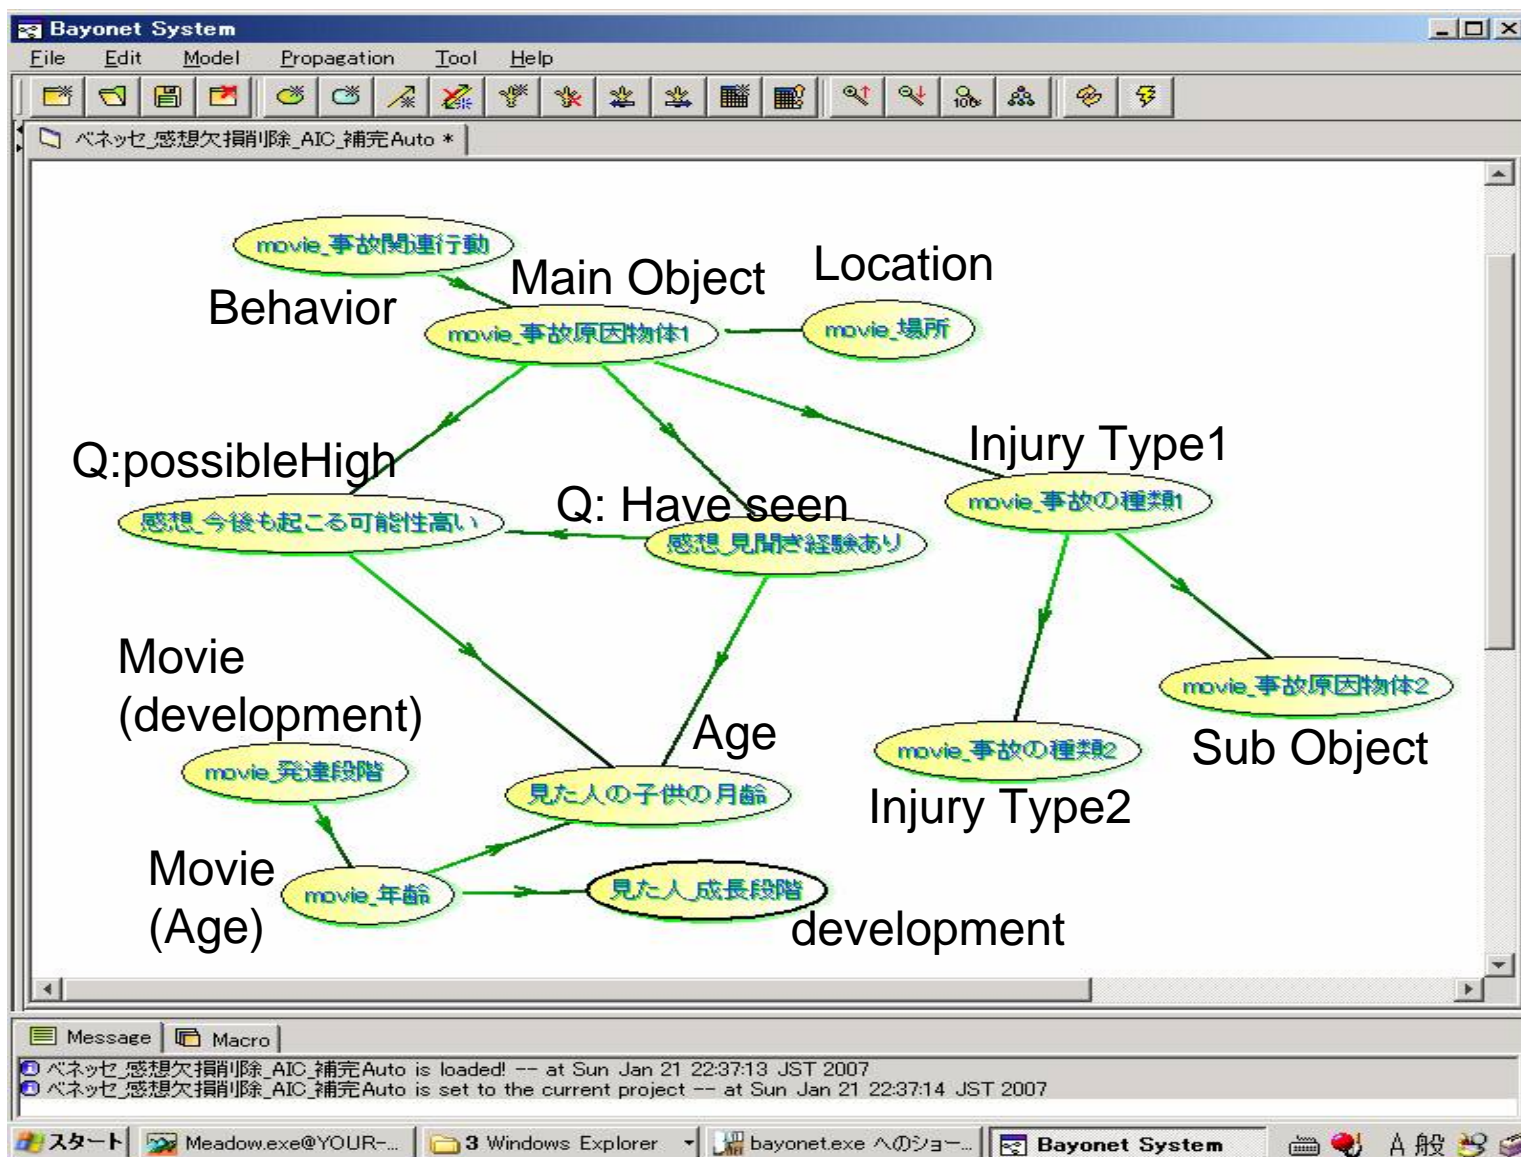 Bayonet System
File Edit Model Propagation Tool Help
ベネッセ_感想欠損削除_AIC_補完Auto *
movie_事故関連行動
Behavior
Main Object
Location
movie_事故原因物体1
movie_場所
Q:possibleHigh
Q: Have seen
Injury Type1
感想_今後も起こる可能性高い
感想_見聞き経験あり
movie_事故の種類1
Movie
(development)
Age
movie_事故原因物体2
Sub Object
movie_発達段階
見た人の子供の月齢
movie_事故の種類2
Injury Type2
Movie
(Age)
movie_年齢
見た人_成長段階
development
Message Macro
ベネッセ_感想欠損削除_AIC_補完Auto is loaded! -- at Sun Jan 21 22:37:13 JST 2007
ベネッセ_感想欠損削除_AIC_補完Auto is set to the current project -- at Sun Jan 21 22:37:14 JST 2007
スタート Meadow.exe@YOUR-... 3 Windows Explorer bayonet.exe へのショー... Bayonet System A 般